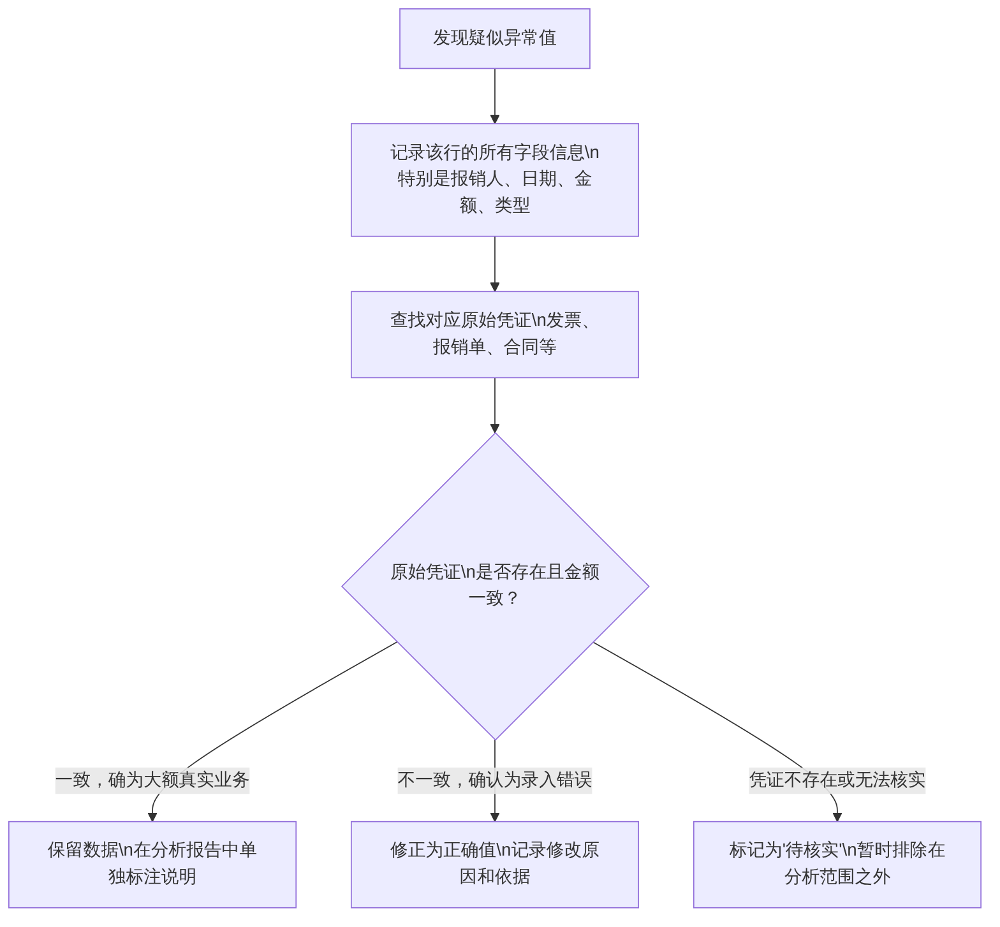 发现疑似异常值
记录该行的所有字段信息\n
特别是报销人、日期、金
额、类型
查找对应原始凭证\n发票、
报销单、合同等
原始凭证\n是否存在且金额
一致？
一致，确为大额真实业务
不一致，确认为录入错误
凭证不存在或无法核实
保留数据\n在分析报告中单
独标注说明
修正为正确值\n记录修改原
因和依据
标记为'待核实'\n暂时排除在
分析范围之外